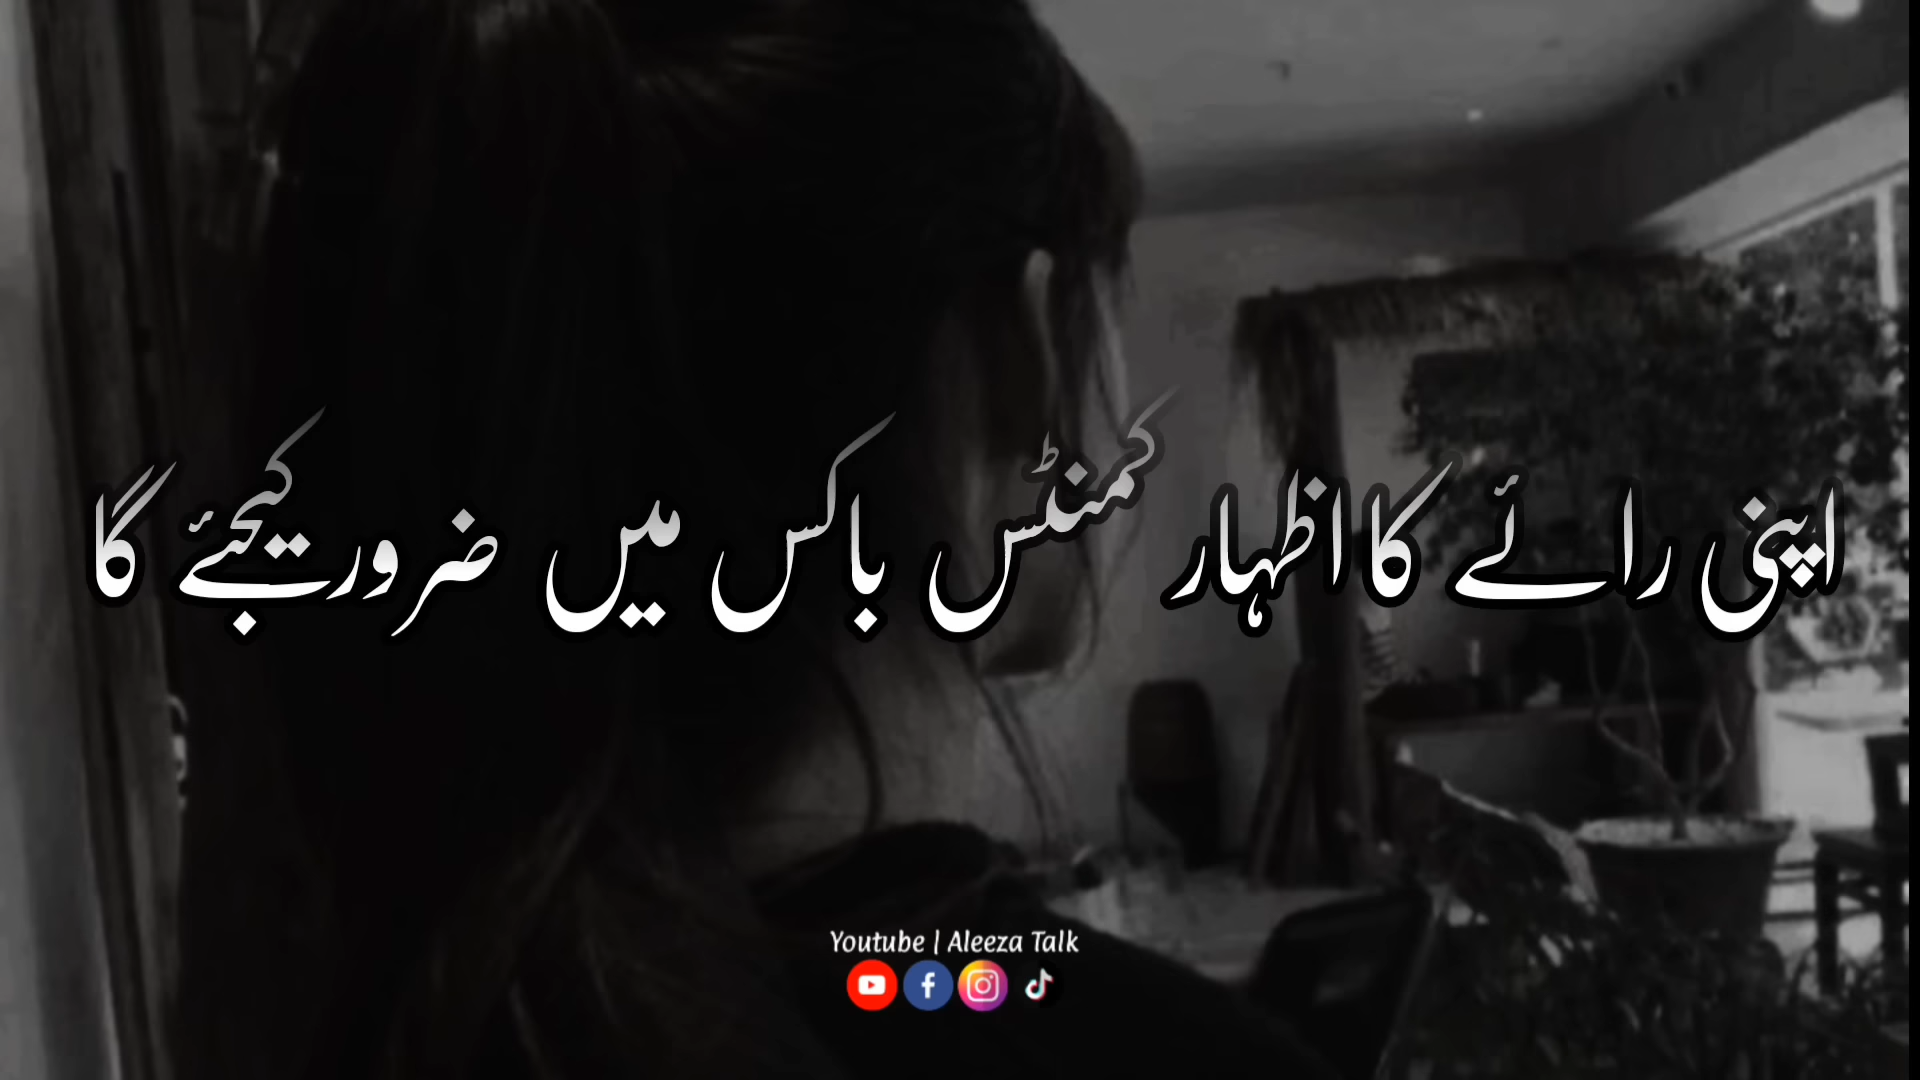 اپنی رائے کا اظہار کمنٹس باکس میں ضرور کیجئے گا
Youtube | Aleeza Talk